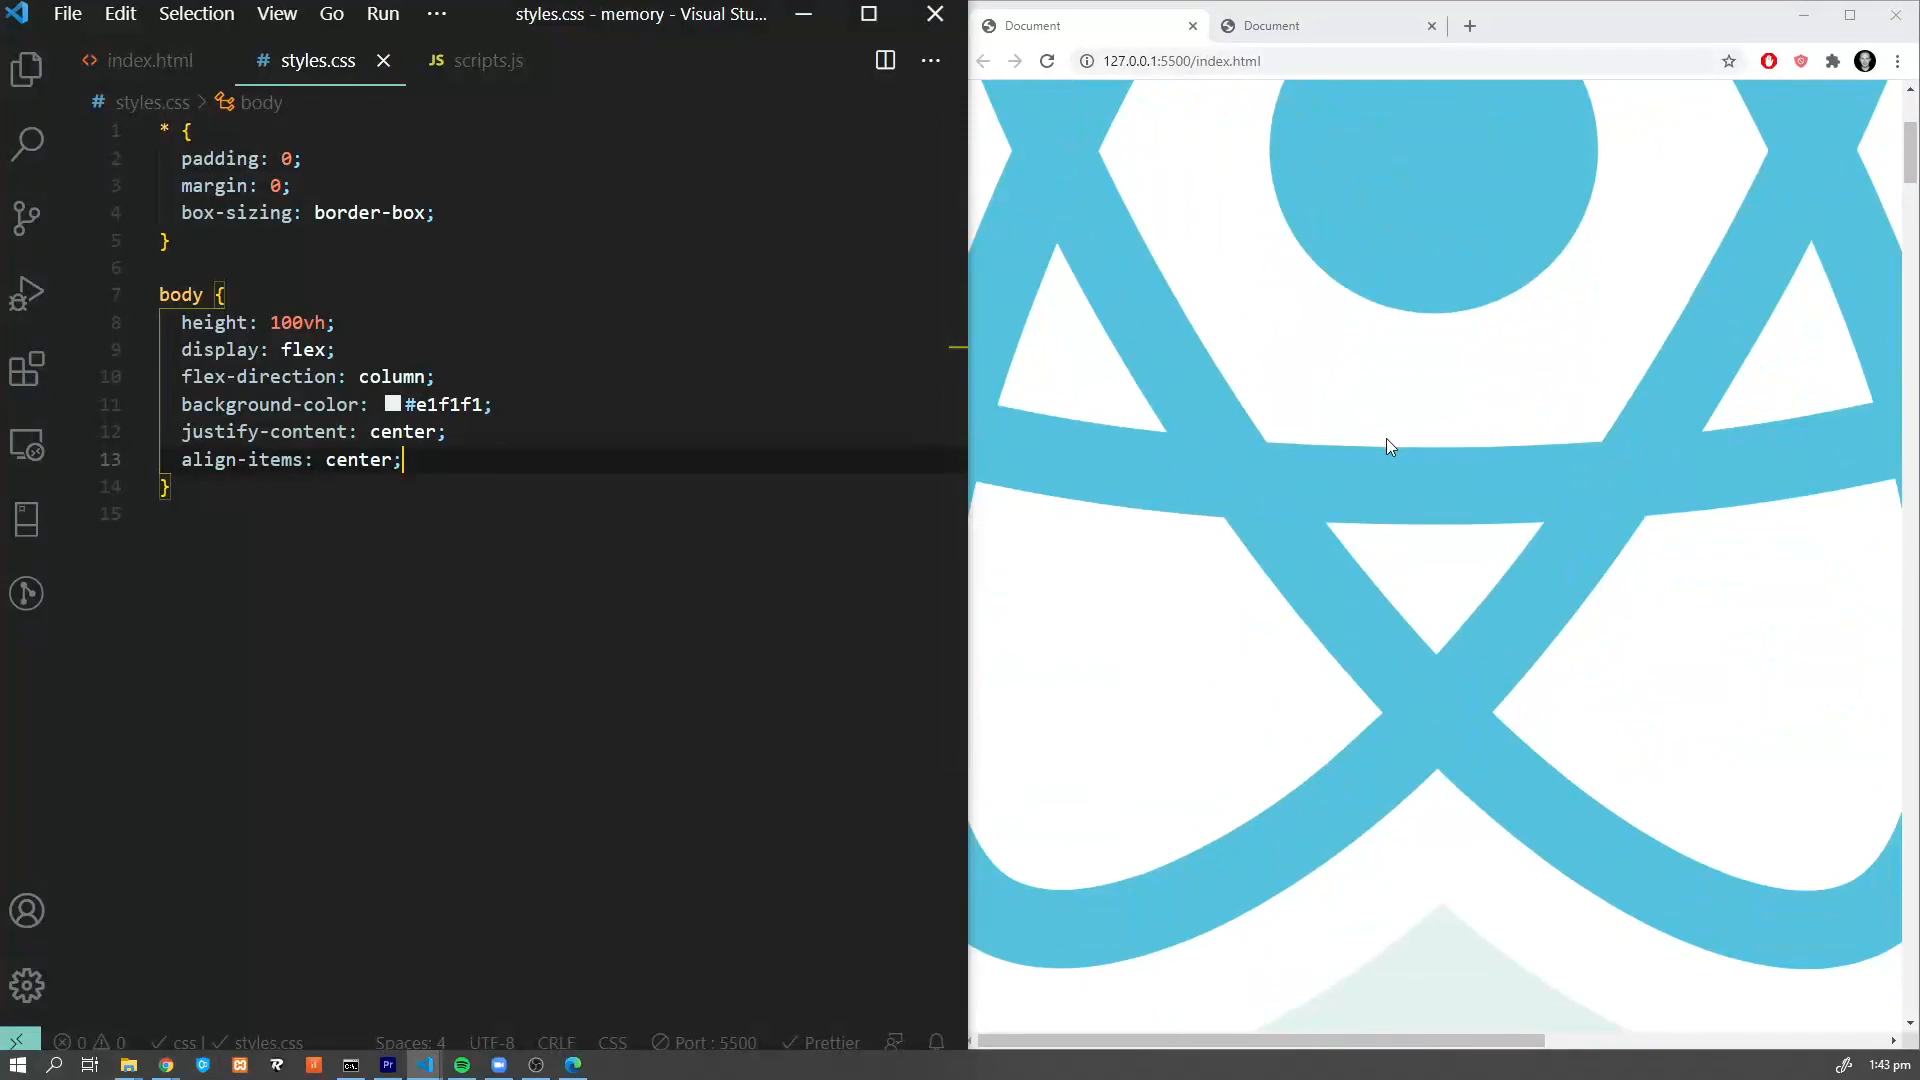 File Edit Selection View Go Run ··· styles.css - memory - Visual Stu...
index.html
# styles.css
JS scripts.js
# styles.css > body
1 * {
2 padding: 0;
3 margin: 0;
4 box-sizing: border-box;
5 }
6
7 body {
8 height: 100vh;
9 display: flex;
10 flex-direction: column;
11 background-color: #e1f1f1;
12 justify-content: center;
13 align-items: center;
14 }
15
0 0 css | styles.css Spaces: 4 UTF-8 CRLF CSS Port : 5500 Prettier
Document
Document
127.0.0.1:5500/index.html
Pr
1:43 pm